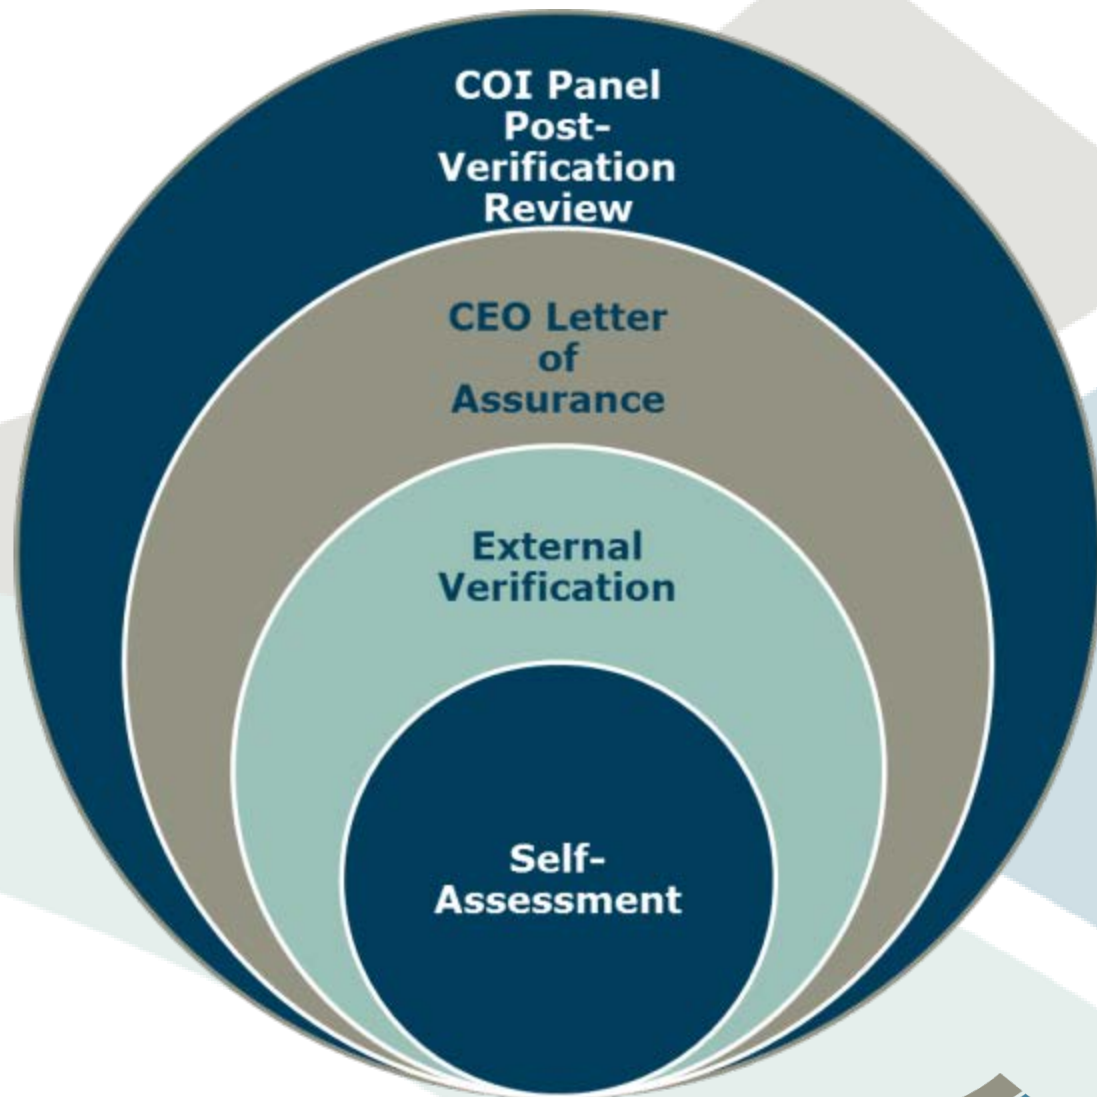 COI Panel
Post-
Verification
Review
CEO Letter
of
Assurance
External
Verification
Self-
Assessment